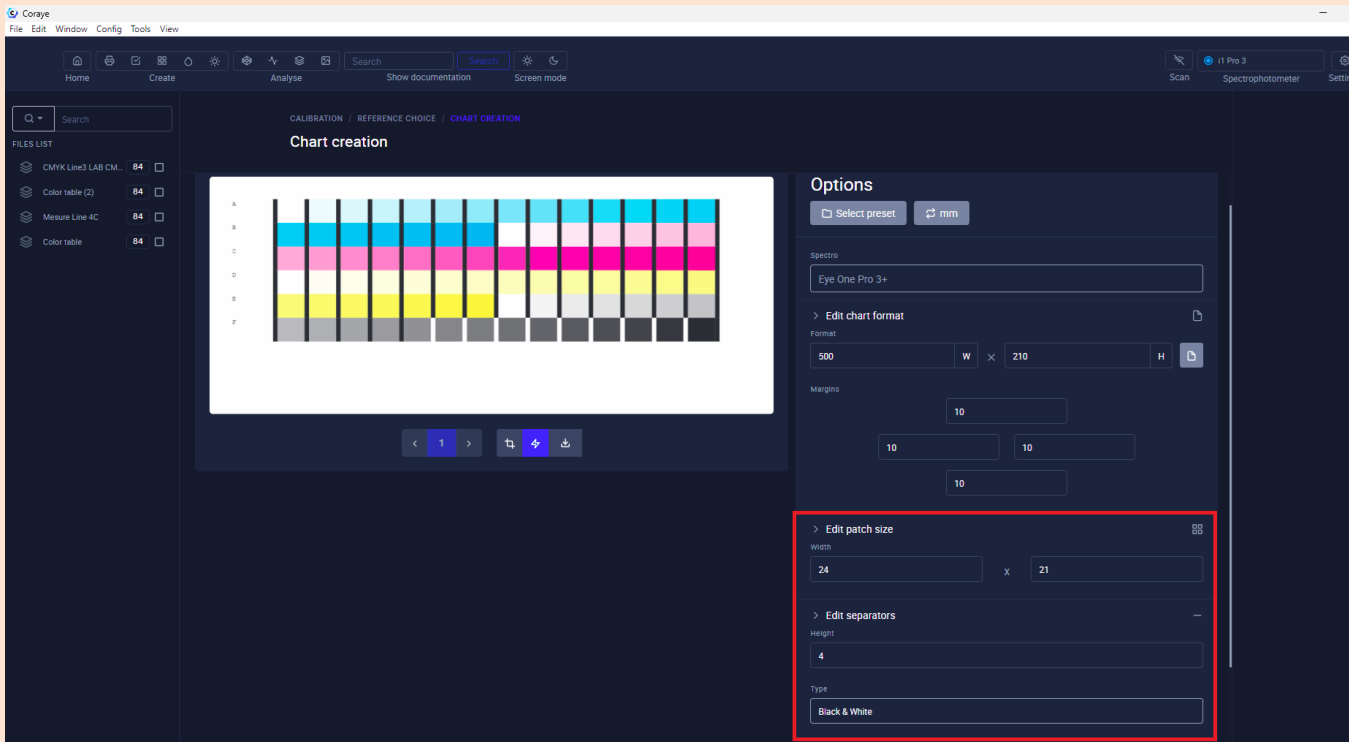 Coraye
File Edit Window Config Tools View
Search Search
i1 Pro 3
Home Create Analyse Show documentation Screen mode Scan Spectrophotometer
Search
FILES LIST
CMYK Line3 LAB CM... 84
Color table (2) 84
Mesure Line 4C 84
Color table 84
CALIBRATION / REFERENCE CHOICE / CHART CREATION
Chart creation
A
B
C
D
E
F
< 1 >
Options
Select preset mm
Spectro
Eye One Pro 3+
Edit chart format
Format
500 W × 210 H
Margins
10
10 10
10
Edit patch size
Width
24 x 21
Edit separators
Height
4
Type
Black & White